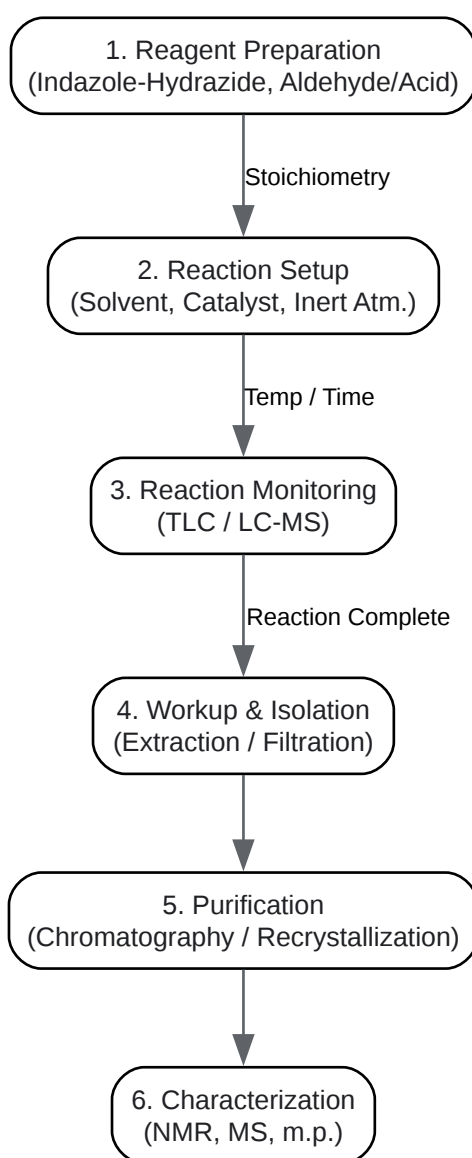 1. Reagent Preparation
(Indazole-Hydrazide, Aldehyde/Acid)
Stoichiometry
2. Reaction Setup
(Solvent, Catalyst, Inert Atm.)
Temp / Time
3. Reaction Monitoring
(TLC / LC-MS)
Reaction Complete
4. Workup & Isolation
(Extraction / Filtration)
5. Purification
(Chromatography / Recrystallization)
6. Characterization
(NMR, MS, m.p.)